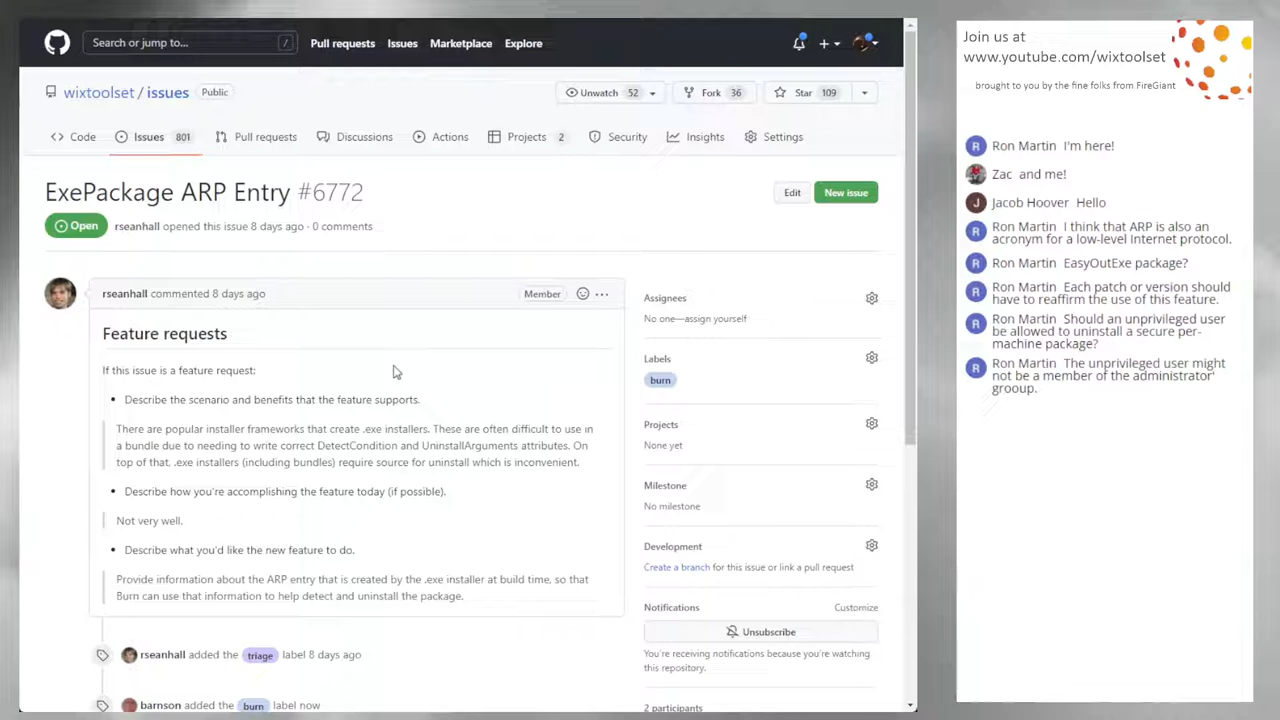 Search or jump to...
/
Pull requests
Issues
Marketplace
Explore
wixtoolset / issues
Public
Unwatch 52
Fork 36
Star 109
Code
Issues 801
Pull requests
Discussions
Actions
Projects 2
Security
Insights
Settings
ExePackage ARP Entry #6772
Edit
New issue
Open
rseanhall opened this issue 8 days ago · 0 comments
rseanhall commented 8 days ago
Member
Feature requests
If this issue is a feature request:
• Describe the scenario and benefits that the feature supports.
There are popular installer frameworks that create .exe installers. These are often difficult to use in
a bundle due to needing to write correct DetectCondition and UninstallArguments attributes. On
top of that, .exe installers (including bundles) require source for uninstall which is inconvenient.
• Describe how you're accomplishing the feature today (if possible).
Not very well.
• Describe what you'd like the new feature to do.
Provide information about the ARP entry that is created by the .exe installer at build time, so that
Burn can use that information to help detect and uninstall the package.
rseanhall added the triage label 8 days ago
barnson added the burn label now
Assignees
No one—assign yourself
Labels
burn
Projects
None yet
Milestone
No milestone
Development
Create a branch for this issue or link a pull request
Notifications
Customize
Unsubscribe
You're receiving notifications because you're watching
this repository.
2 participants
Join us at
www.youtube.com/wixtoolset
brought to you by the fine folks from FireGiant
R Ron Martin I'm here!
Zac and me!
J Jacob Hoover Hello
R Ron Martin I think that ARP is also an
acronym for a low-level Internet protocol.
R Ron Martin EasyOutExe package?
R Ron Martin Each patch or version should
have to reaffirm the use of this feature.
R Ron Martin Should an unprivileged user
be allowed to uninstall a secure per-
machine package?
R Ron Martin The unprivileged user might
not be a member of the administrator'
grooup.